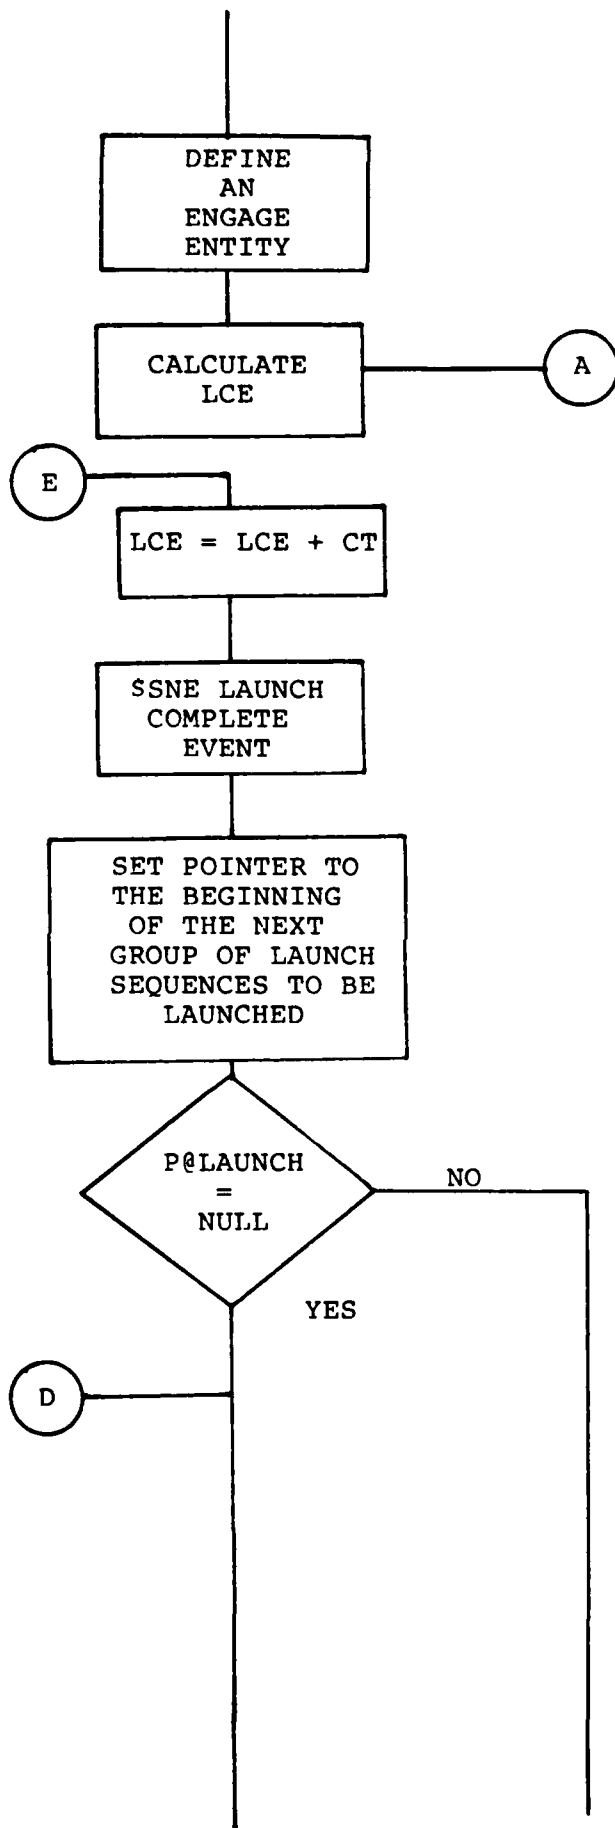 DEFINE
AN
ENGAGE
ENTITY
CALCULATE
LCE
A
E
LCE = LCE + CT
$SNE LAUNCH
COMPLETE
EVENT
SET POINTER TO
THE BEGINNING
OF THE NEXT
GROUP OF LAUNCH
SEQUENCES TO BE
LAUNCHED
P@LAUNCH
=
NULL
NO
YES
D